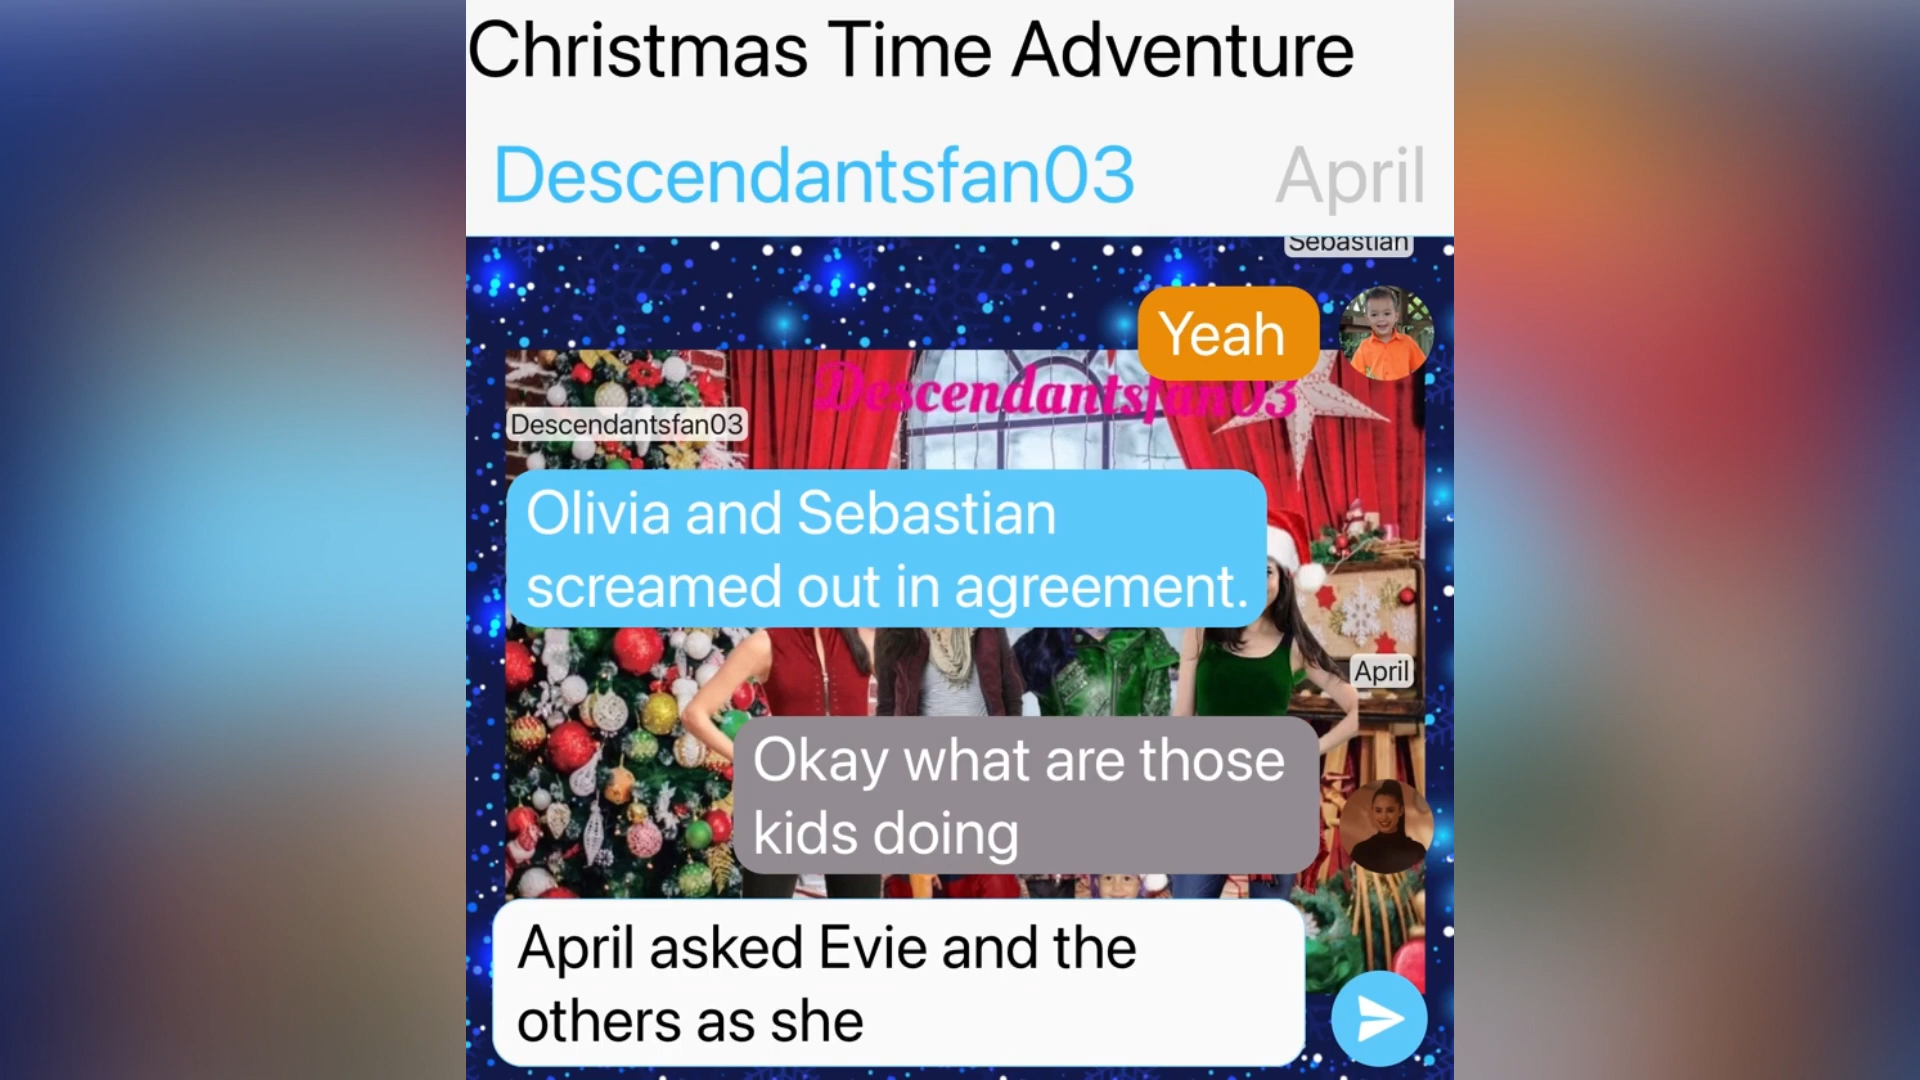 Christmas Time Adventure
Descendantsfan03 April
Sebastian
Yeah
Descendantsfan03
Descendantsfan03
Olivia and Sebastian
screamed out in agreement.
April
Okay what are those
kids doing
April asked Evie and the
others as she